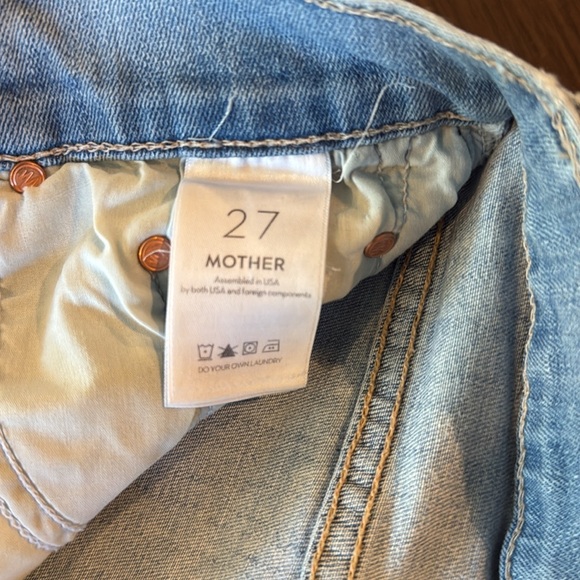 27
MOTHER
Assembled in USA
by both USA and foreign components
DO YOUR OWN LAUNDRY